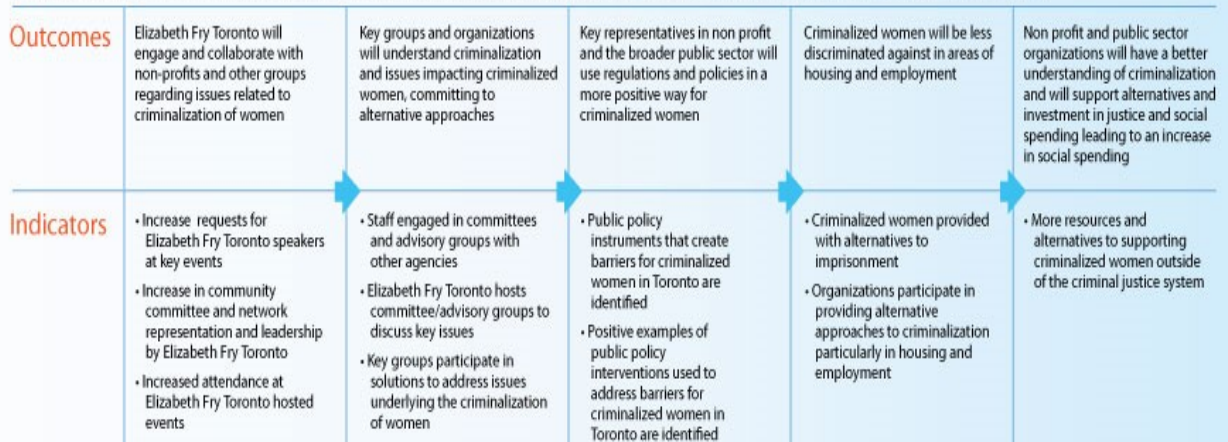 Outcomes
Elizabeth Fry Toronto will
engage and collaborate with
non-profits and other groups
regarding issues related to
criminalization of women
Key groups and organizations
will understand criminalization
and issues impacting criminalized
women, committing to
alternative approaches
Key representatives in non profit
and the broader public sector will
use regulations and policies in a
more positive way for
criminalized women
Criminalized women will be less
discriminated against in areas of
housing and employment
Non profit and public sector
organizations will have a better
understanding of criminalization
and will support alternatives and
investment in justice and social
spending leading to an increase
in social spending
Indicators
• Increase requests for
Elizabeth Fry Toronto speakers
at key events
• Increase in community
committee and network
representation and leadership
by Elizabeth Fry Toronto
• Increased attendance at
Elizabeth Fry Toronto hosted
events
• Staff engaged in committees
and advisory groups with
other agencies
• Elizabeth Fry Toronto hosts
committee/advisory groups to
discuss key issues
• Key groups participate in
solutions to address issues
underlying the criminalization
of women
• Public policy
instruments that create
barriers for criminalized
women in Toronto are
identified
• Positive examples of
public policy
interventions used to
address barriers for
criminalized women in
Toronto are identified
• Criminalized women provided
with alternatives to
imprisonment
• Organizations participate in
providing alternative
approaches to criminalization
particularly in housing and
employment
• More resources and
alternatives to supporting
criminalized women outside
of the criminal justice system